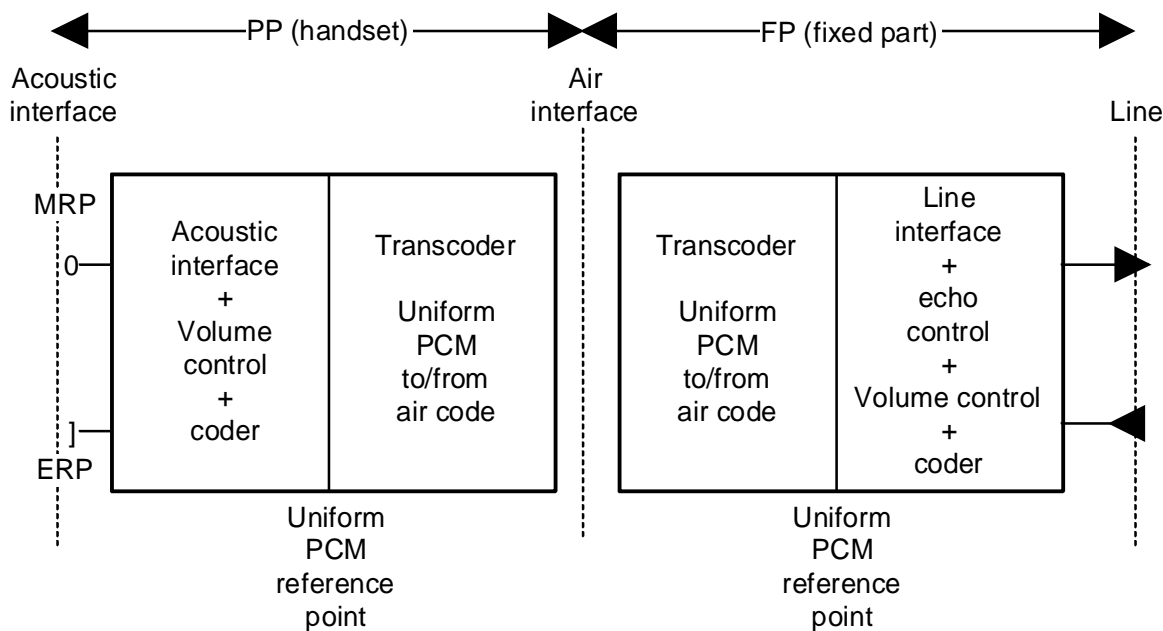 PP (handset)
FP (fixed part)
Acoustic
interface
Air
interface
Line
MRP
0
]
ERP
Acoustic
interface
+
Volume
control
+
coder
Transcoder
Uniform
PCM
to/from
air code
Transcoder
Uniform
PCM
to/from
air code
Line
interface
+
echo
control
+
Volume control
+
coder
Uniform
PCM
reference
point
Uniform
PCM
reference
point